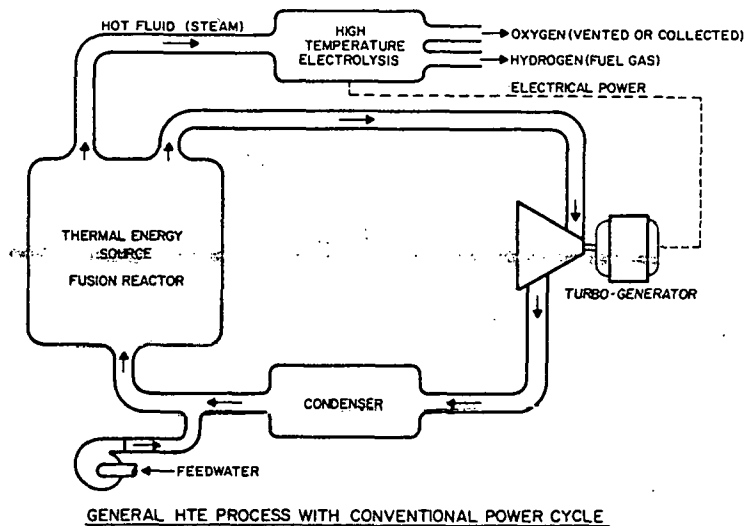 HOT FLUID (STEAM)
HIGH
TEMPERATURE
ELECTROLYSIS
OXYGEN (VENTED OR COLLECTED)
HYDROGEN (FUEL GAS)
ELECTRICAL POWER
THERMAL ENERGY
SOURCE
FUSION REACTOR
TURBO-GENERATOR
CONDENSER
FEEDWATER
GENERAL HTE PROCESS WITH CONVENTIONAL POWER CYCLE